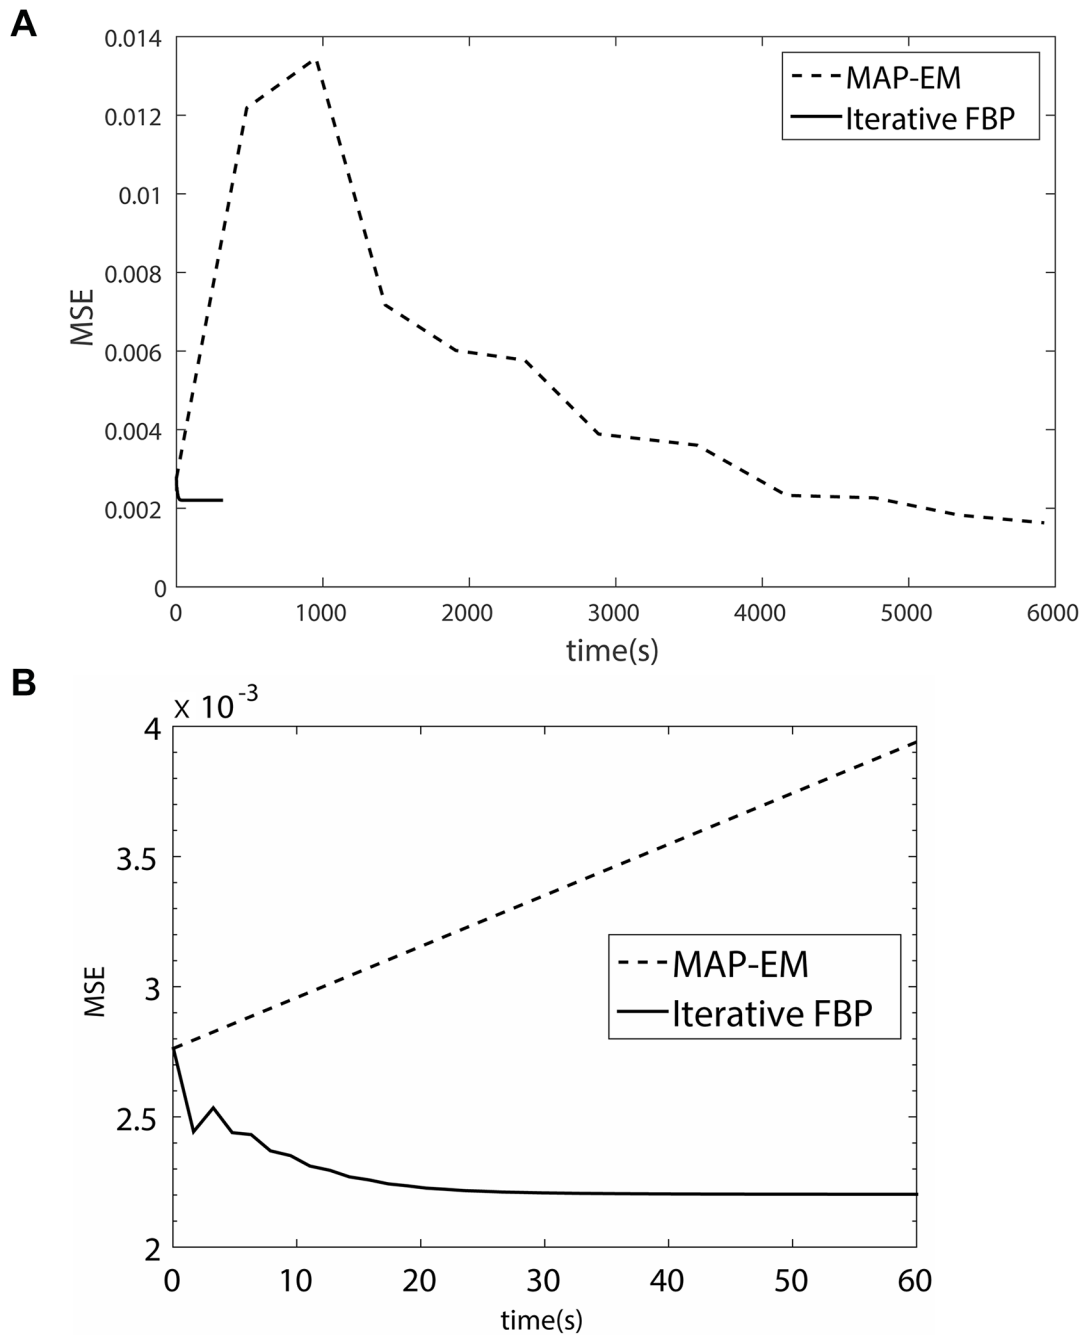 A
0.014
0.012
0.01
0.008
0.006
0.004
0.002
0
MSE
MAP-EM
Iterative FBP
0 1000 2000 3000 4000 5000 6000
time(s)
B
x 10 -3
4
3.5
3
2.5
2
MSE
MAP-EM
Iterative FBP
0 10 20 30 40 50 60
time(s)